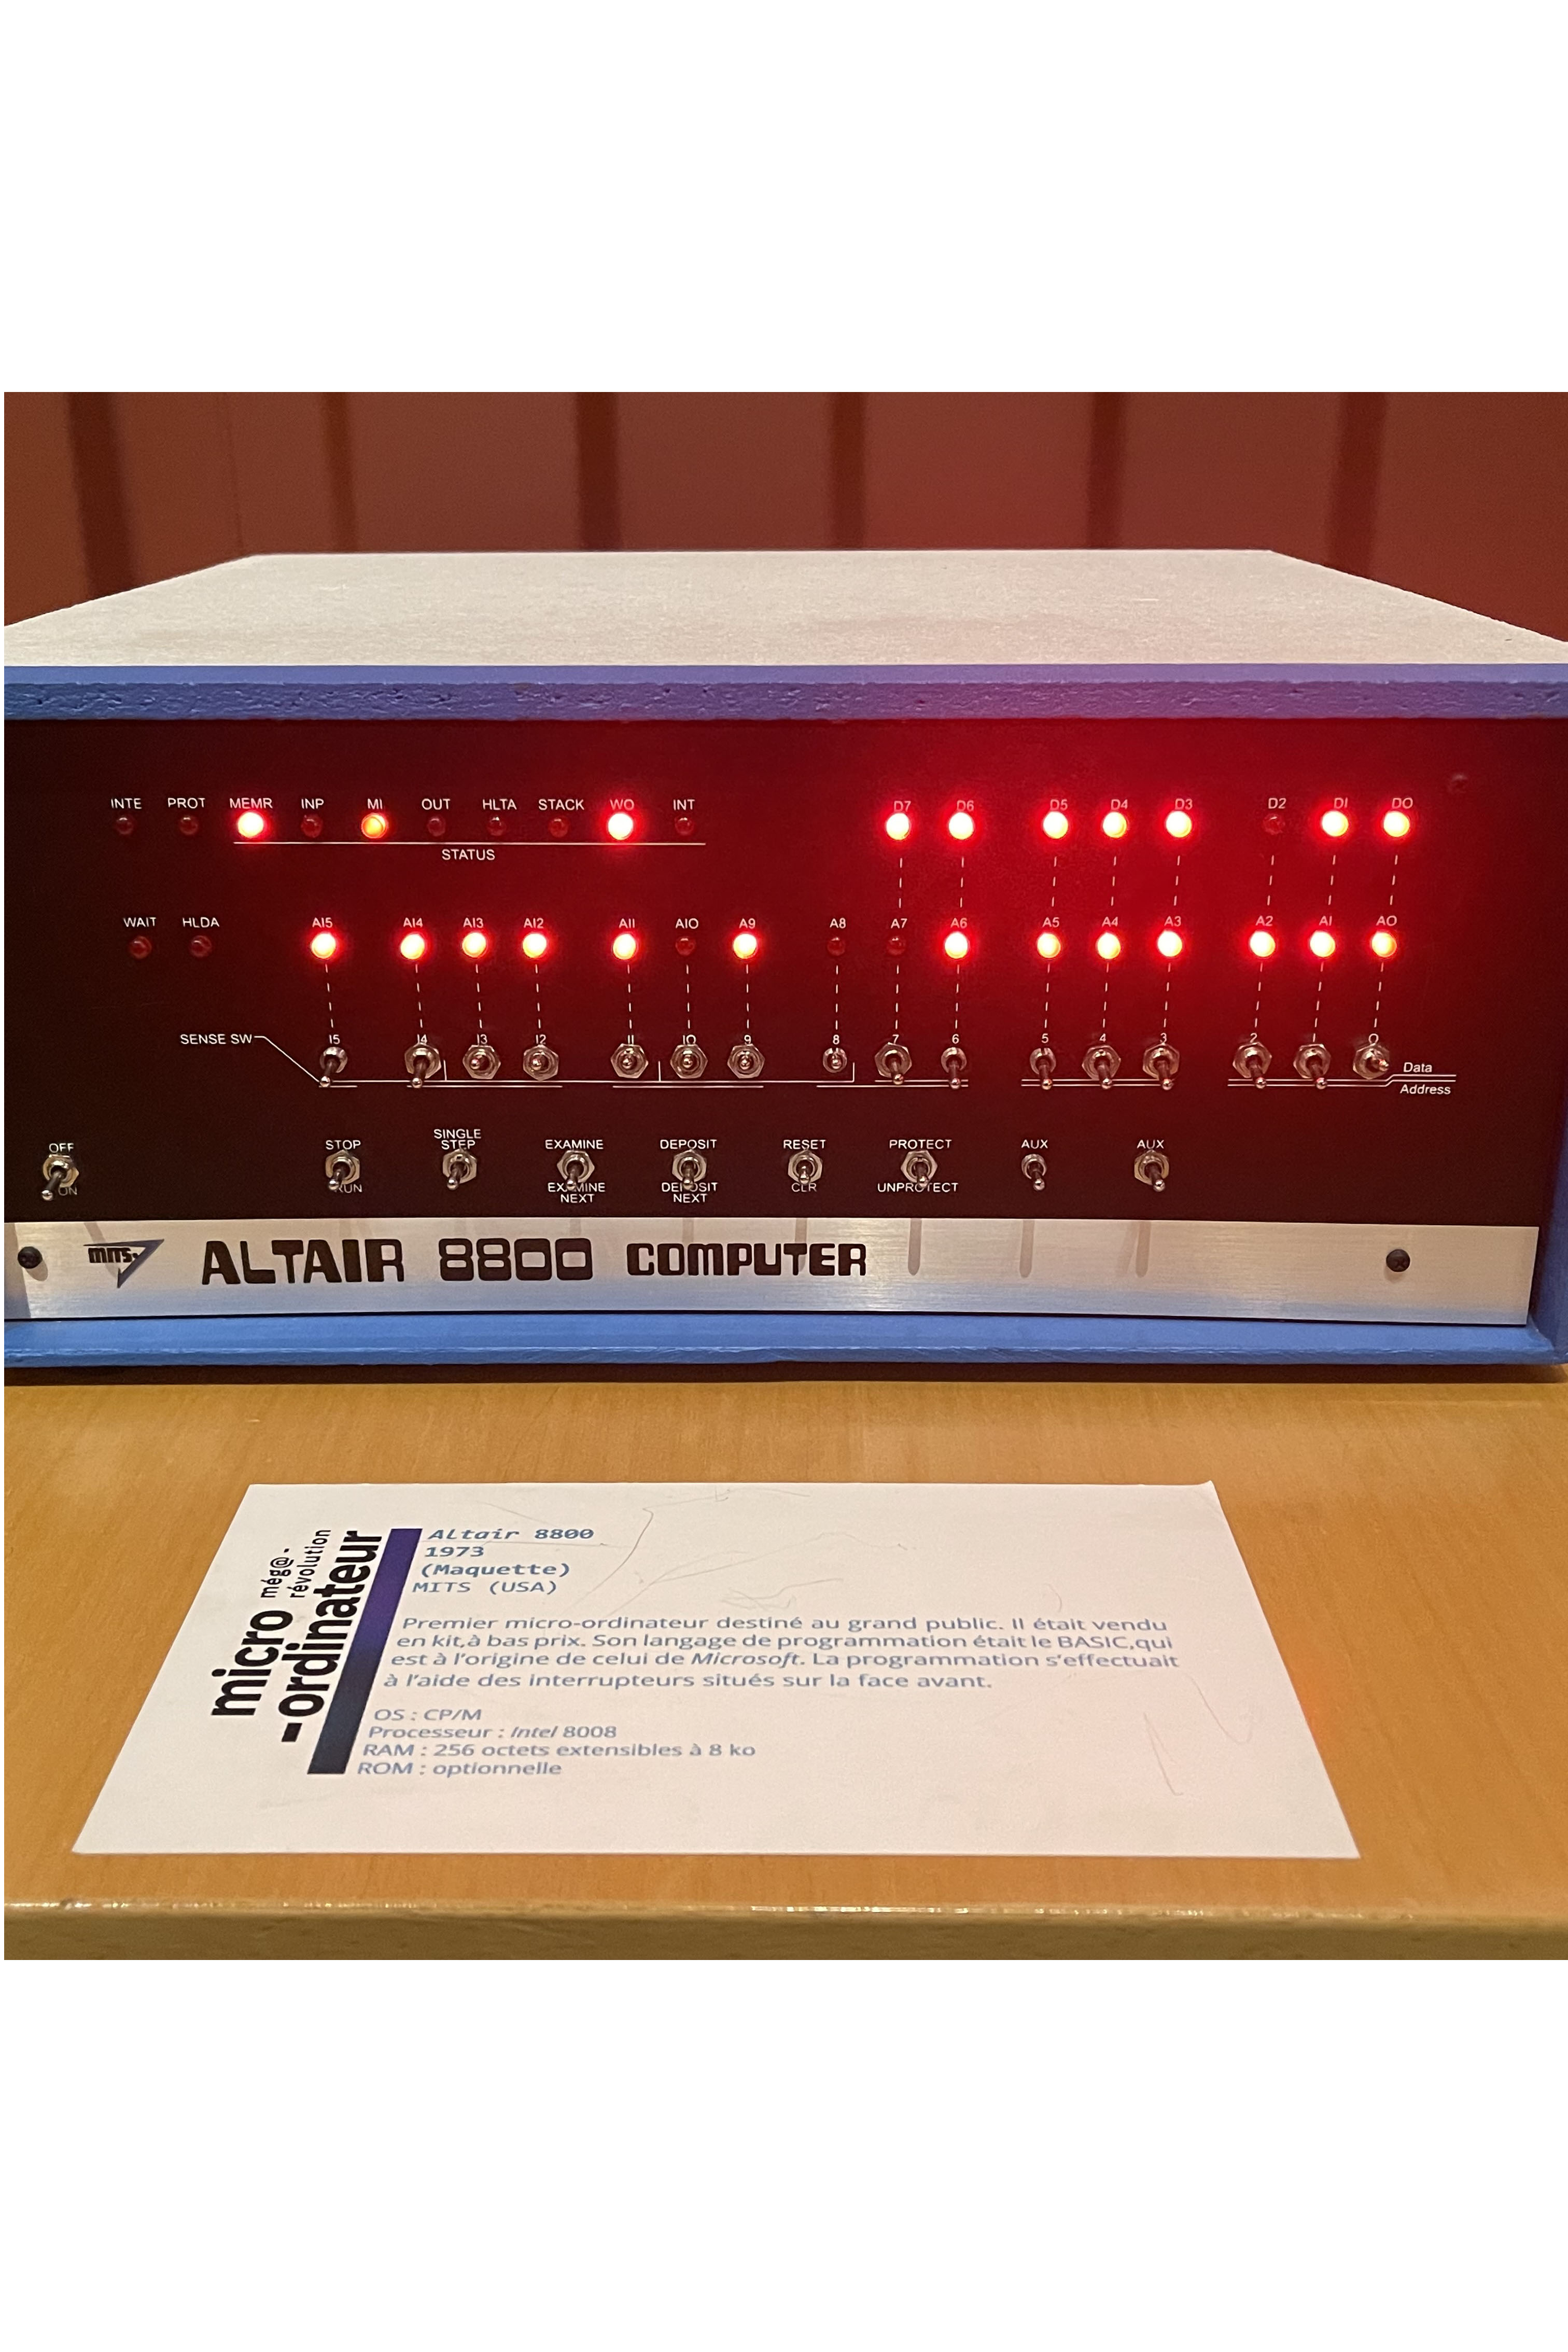 INTE PROT MEMR INP MI OUT HLTA STACK WO INT D7 D6 D5 D4 D3 D2 DI DO
STATUS
WAIT HLDA AI5 AI4 AI3 AI2 AII AIO A9 A8 A7 A6 A5 A4 A3 A2 AI AO
SENSE SW I5 I4 I3 I2 II IO 9 8 7 6 5 4 3 2 I O
Data
Address
OFF STOP SINGLE STEP EXAMINE DEPOSIT RESET PROTECT AUX AUX
ON RUN EXAMINE NEXT DEPOSIT NEXT CLR UNPROTECT
mits ALTAIR 8800 COMPUTER
micro
még@-
révolution
-ordinateur
Altair 8800
1973
(Maquette)
MITS (USA)
Premier micro-ordinateur destiné au grand public. Il était vendu
en kit,à bas prix. Son langage de programmation était le BASIC,qui
est à l'origine de celui de Microsoft. La programmation s'effectuait
à l'aide des interrupteurs situés sur la face avant.
OS : CP/M
Processeur : Intel 8008
RAM : 256 octets extensibles à 8 ko
ROM : optionnelle